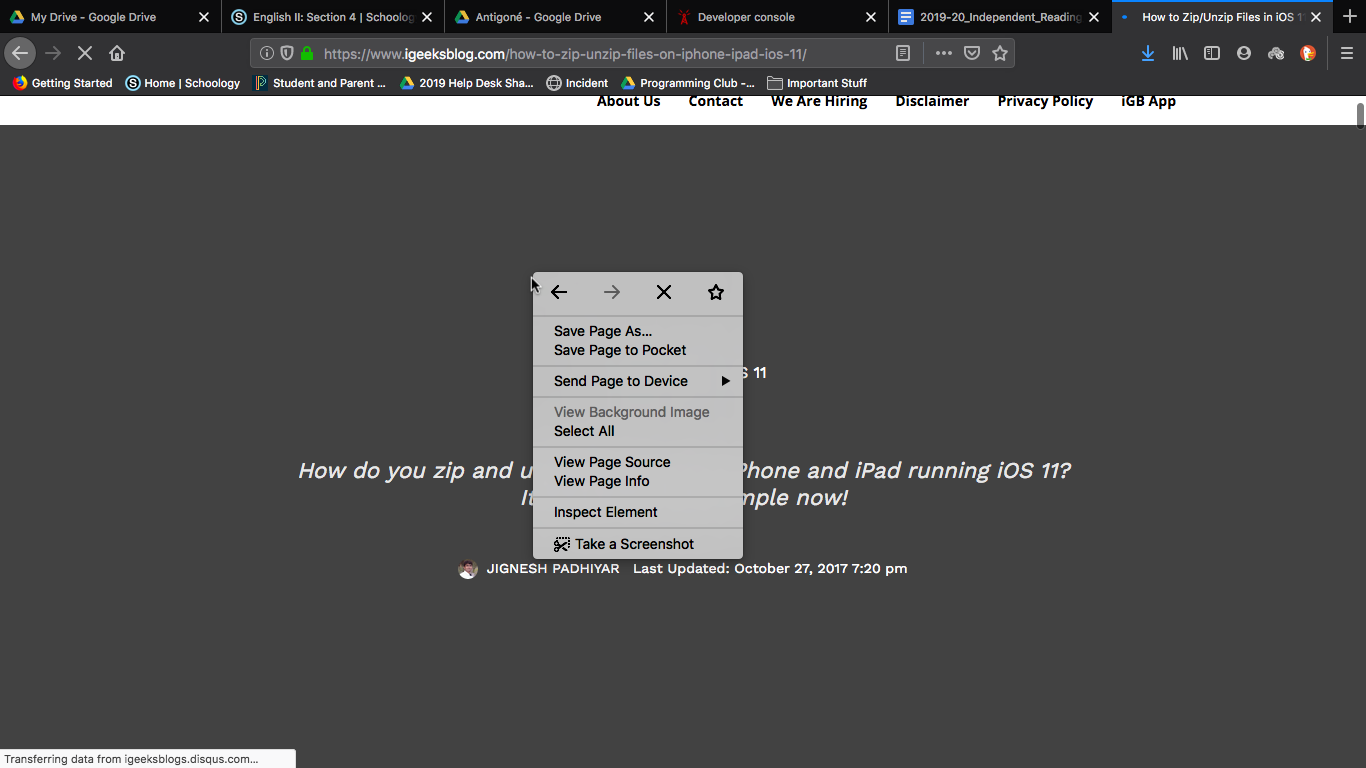 My Drive - Google Drive
English II: Section 4 | Schoolog
Antigoné - Google Drive
Developer console
2019-20_Independent_Reading
How to Zip/Unzip Files in iOS 1
https://www.igeeksblog.com/how-to-zip-unzip-files-on-iphone-ipad-ios-11/
Getting Started
Home | Schoology
Student and Parent ...
2019 Help Desk Sha...
Incident
Programming Club -...
Important Stuff
About Us
Contact
We Are Hiring
Disclaimer
Privacy Policy
iGB App
Save Page As...
Save Page to Pocket
Send Page to Device
View Background Image
Select All
View Page Source
View Page Info
Inspect Element
Take a Screenshot
S 11
How do you zip and u Phone and iPad running iOS 11?
It mple now!
JIGNESH PADHIYAR Last Updated: October 27, 2017 7:20 pm
Transferring data from igeeksblogs.disqus.com...